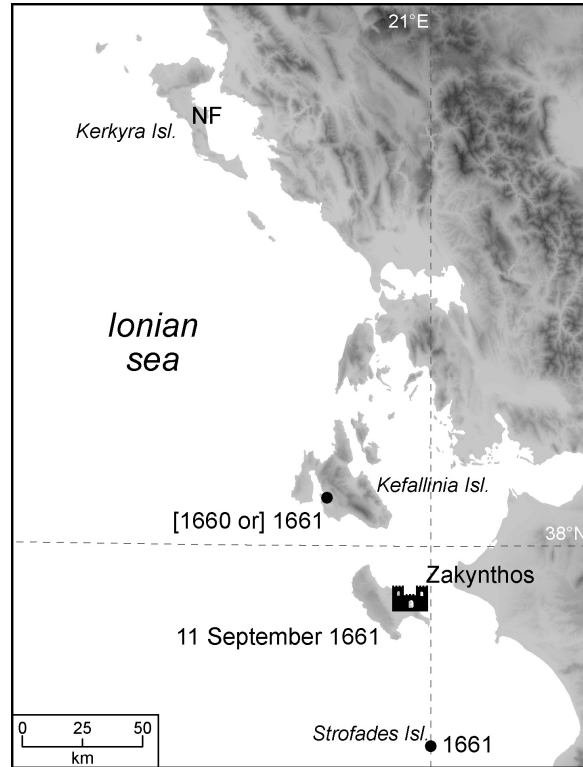 21°E
NF
Kerkyra Isl.
Ionian
sea
Kefallinia Isl.
[1660 or] 1661
38°N
Zakynthos
11 September 1661
Strofades Isl.
1661
0 25 50
km